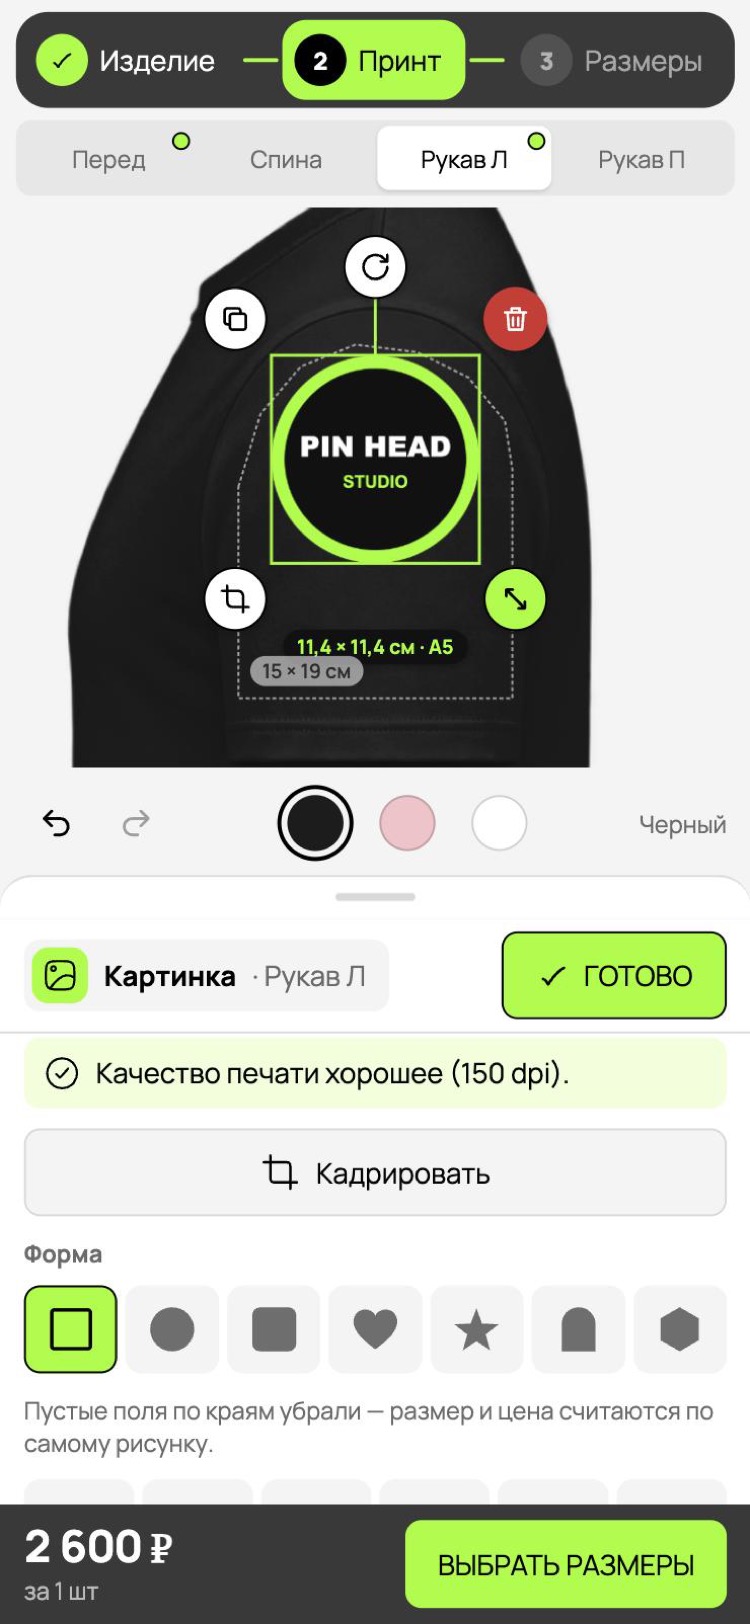 Изделие
2
Принт
3
Размеры
Перед
Спина
Рукав Л
Рукав П
PIN HEAD
STUDIO
11,4 × 11,4 см · A5
15 × 19 см
Черный
Картинка · Рукав Л
ГОТОВО
Качество печати хорошее (150 dpi).
Кадрировать
Форма
Пустые поля по краям убрали — размер и цена считаются по
самому рисунку.
2 600 ₽
за 1 шт
ВЫБРАТЬ РАЗМЕРЫ